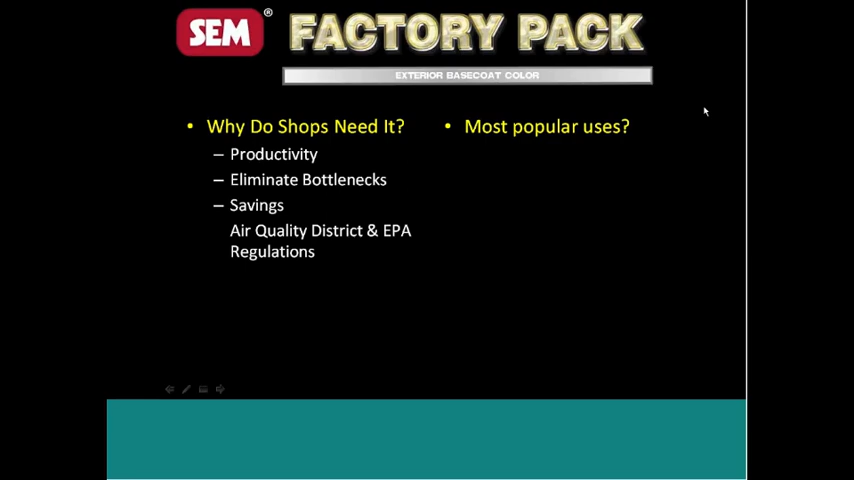 SEM®
FACTORY PACK
EXTERIOR BASECOAT COLOR
• Why Do Shops Need It?
– Productivity
– Eliminate Bottlenecks
– Savings
Air Quality District & EPA
Regulations
• Most popular uses?